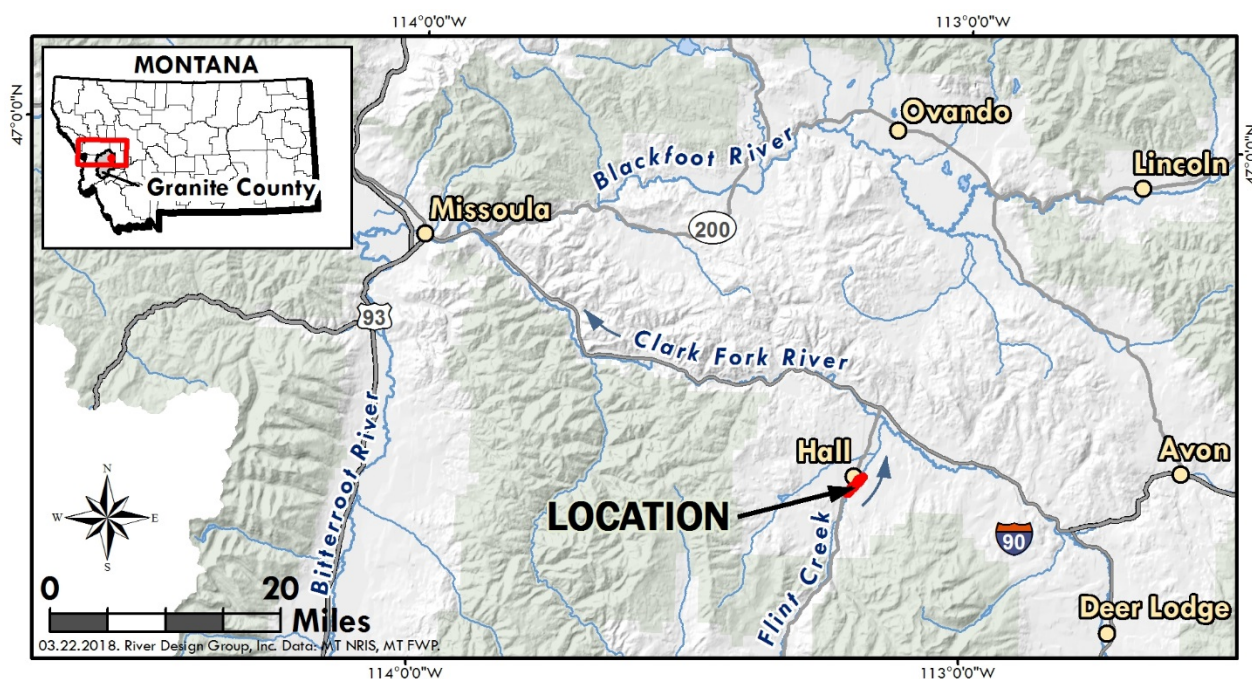 114°0'0"W
113°0'0"W
MONTANA
Granite County
47°0'0"N
Ovando
Lincoln
47°0'0"N
Blackfoot River
Missoula
200
93
Clark Fork River
Hall
Avon
LOCATION
90
Bitterroot River
Flint Creek
N
W
E
S
0
20
Miles
Deer Lodge
03.22.2018. River Design Group, Inc. Data: MT NRIS, MT FWP.
114°0'0"W
113°0'0"W